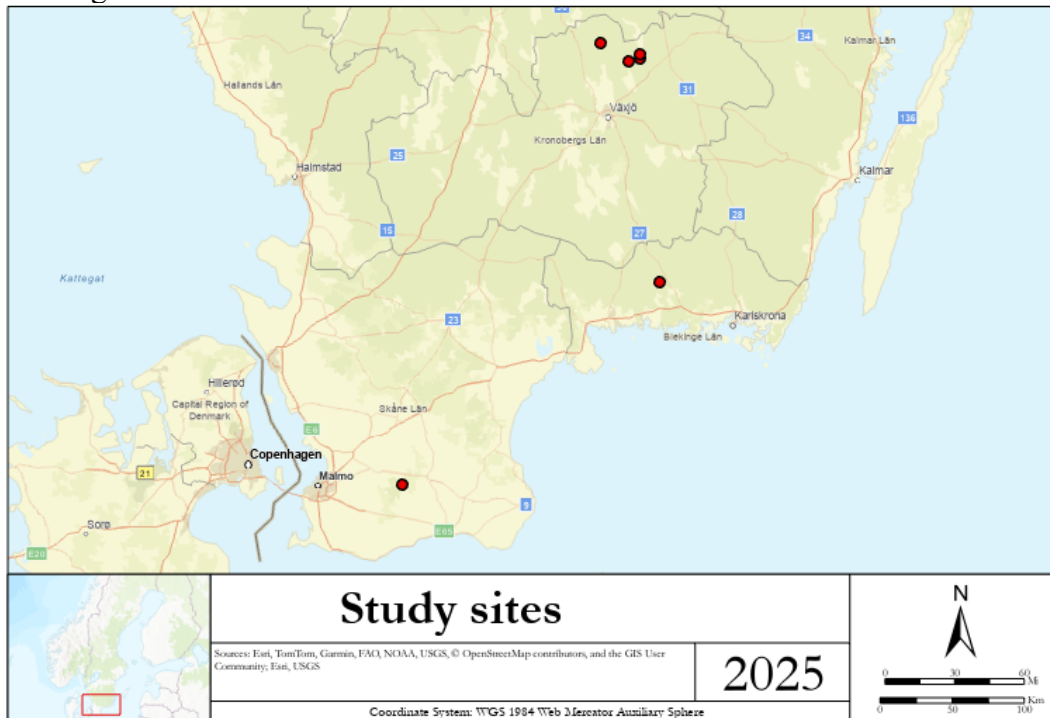 34
Kalmar Län
Hallands Län
31
Växjö
136
Kronobergs Län
25
Halmstad
Kalmar
28
15
27
Kattegat
23
Karlskrona
Blekinge Län
Hillerød
Capital Region of
Denmark
Skåne Län
E6
Copenhagen
21
Malmo
9
Sorø
E65
E20
Study sites
N
Sources: Esri, TomTom, Garmin, FAO, NOAA, USGS, © OpenStreetMap contributors, and the GIS User
Community; Esri, USGS
2025
0 30 60
Mi
Km
0 50 100
Coordinate System: WGS 1984 Web Mercator Auxiliary Sphere